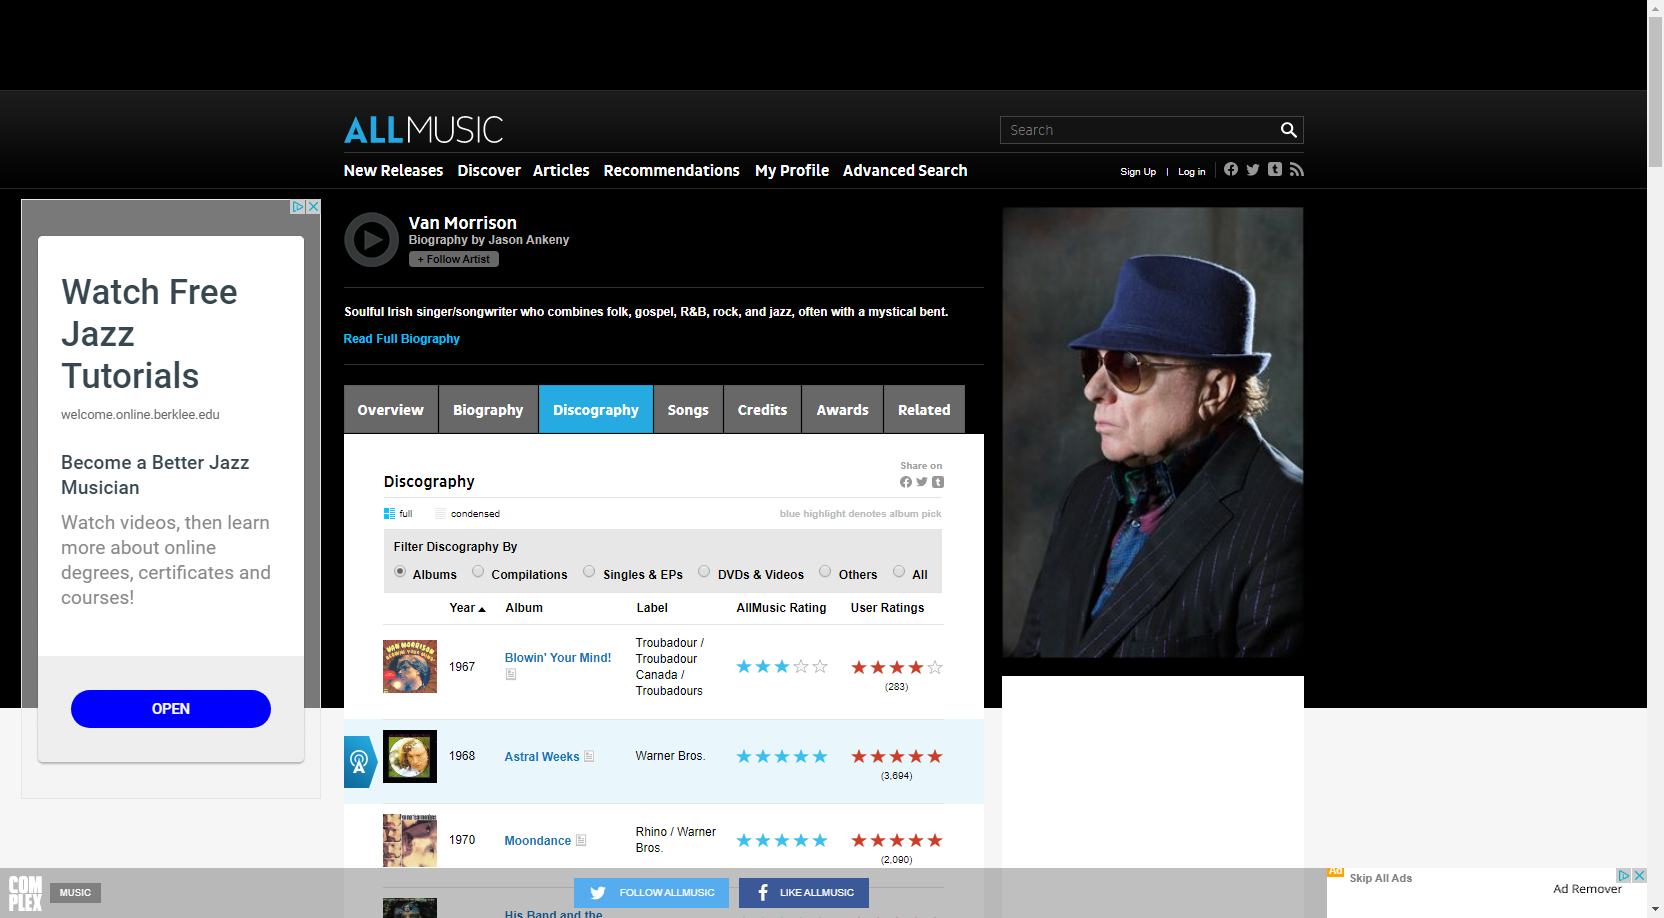 ALLMUSIC
Search
New Releases Discover Articles Recommendations My Profile Advanced Search
Sign Up | Log in
Watch Free
Jazz
Tutorials
welcome.online.berklee.edu
Become a Better Jazz
Musician
Watch videos, then learn
more about online
degrees, certificates and
courses!
OPEN
Van Morrison
Biography by Jason Ankeny
+ Follow Artist
Soulful Irish singer/songwriter who combines folk, gospel, R&B, rock, and jazz, often with a mystical bent.
Read Full Biography
Overview Biography Discography Songs Credits Awards Related
Share on
Discography
full condensed blue highlight denotes album pick
Filter Discography By
Albums Compilations Singles & EPs DVDs & Videos Others All
Year Album Label AllMusic Rating User Ratings
1967 Blowin' Your Mind!
Troubadour /
Troubadour
Canada /
Troubadours
(283)
1968 Astral Weeks Warner Bros.
(3,694)
1970 Moondance
Rhino / Warner
Bros.
(2,090)
His Band and the
COMPLEX
MUSIC
FOLLOW ALLMUSIC
LIKE ALLMUSIC
Ad
Skip All Ads
Ad Remover